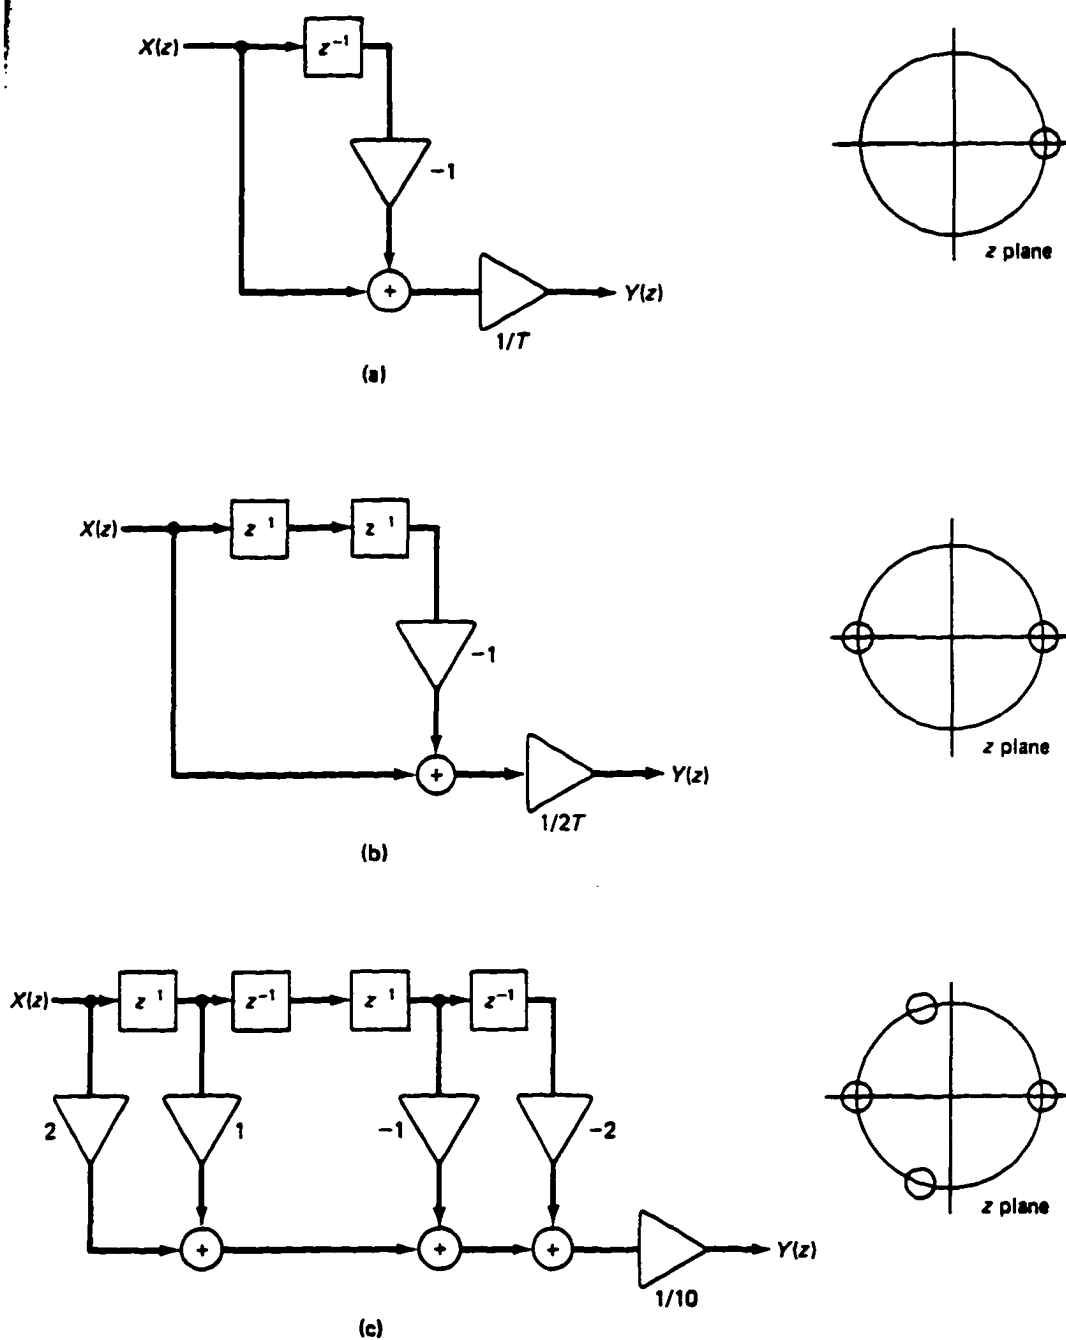 X(z)
z⁻¹
−1
+
1/T
Y(z)
z plane
(a)
X(z)
z ¹
z ¹
−1
+
1/2T
Y(z)
z plane
(b)
X(z)
z ¹
z⁻¹
z ¹
z⁻¹
2
1
−1
−2
+
+
+
1/10
Y(z)
z plane
(c)